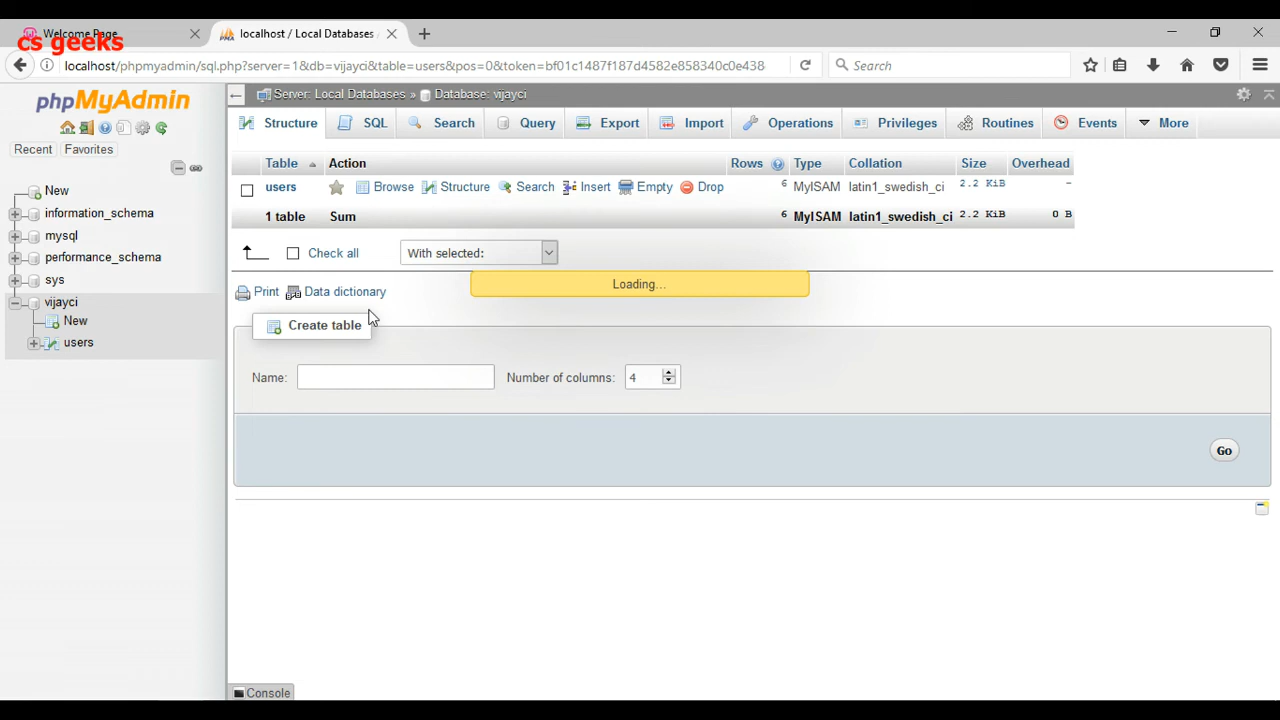 Welcome Page
cs geeks
localhost / Local Databases
localhost/phpmyadmin/sql.php?server=1&db=vijayci&table=users&pos=0&token=bf01c1487f187d4582e858340c0e438
Search
phpMyAdmin
Recent Favorites
New
information_schema
mysql
performance_schema
sys
vijayci
New
users
Server: Local Databases » Database: vijayci
Structure SQL Search Query Export Import Operations Privileges Routines Events More
Table Action Rows Type Collation Size Overhead
users Browse Structure Search Insert Empty Drop 6 MyISAM latin1_swedish_ci 2.2 KiB -
1 table Sum 6 MyISAM latin1_swedish_ci 2.2 KiB 0 B
Check all With selected:
Loading...
Print Data dictionary
Create table
Name: Number of columns: 4
Go
Console